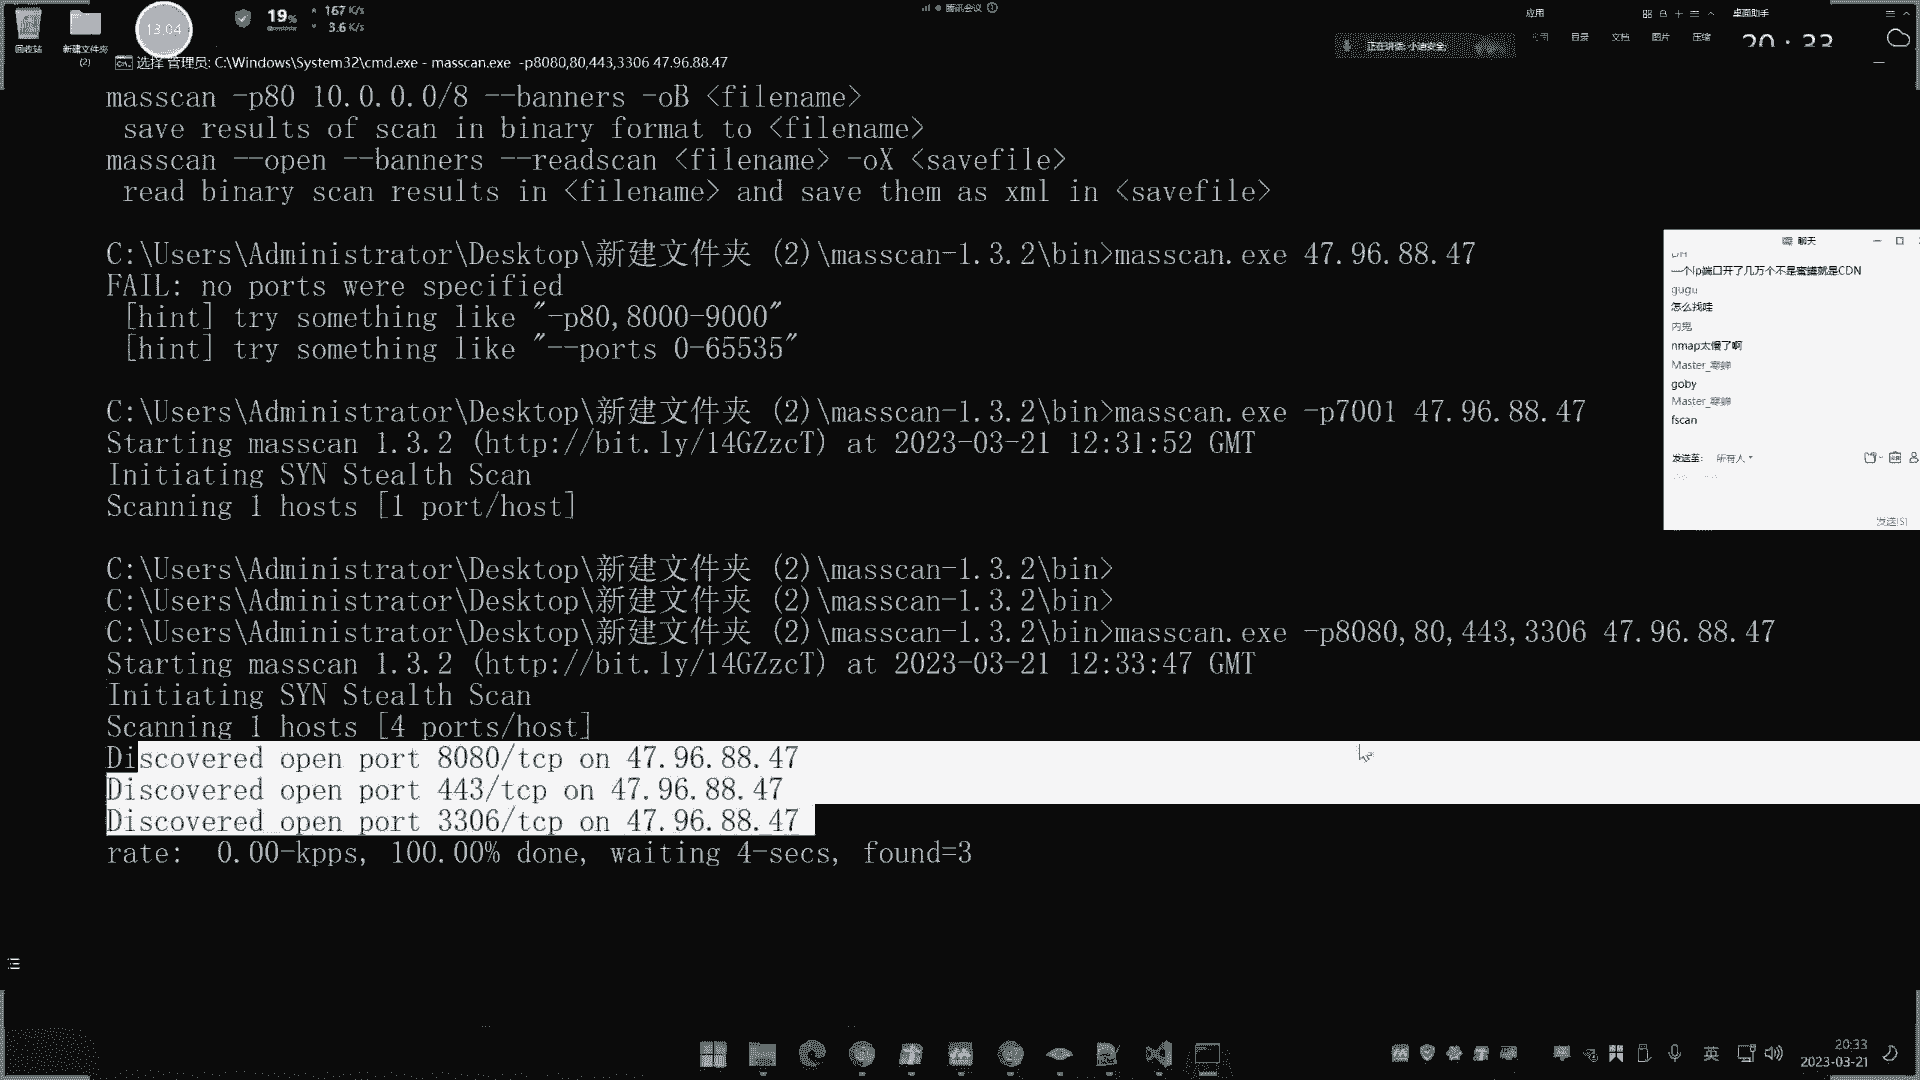 回收站
新建文件夹
(2)
13:04
19%
167 K/s
3.6 K/s
腾讯会议
正在讲话: 小迪安全;
应用
桌面助手
目录
文档
图片
压缩
选择 管理员: C:\Windows\System32\cmd.exe - masscan.exe  -p8080,80,443,3306 47.96.88.47
masscan -p80 10.0.0.0/8 --banners -oB <filename>
save results of scan in binary format to <filename>
masscan --open --banners --readscan <filename> -oX <savefile>
read binary scan results in <filename> and save them as xml in <savefile>
C:\Users\Administrator\Desktop\新建文件夹 (2)\masscan-1.3.2\bin>masscan.exe 47.96.88.47
FAIL: no ports were specified
[hint] try something like "-p80,8000-9000"
[hint] try something like "--ports 0-65535"
C:\Users\Administrator\Desktop\新建文件夹 (2)\masscan-1.3.2\bin>masscan.exe -p7001 47.96.88.47
Starting masscan 1.3.2 (http://bit.ly/14GZzcT) at 2023-03-21 12:31:52 GMT
Initiating SYN Stealth Scan
Scanning 1 hosts [1 port/host]
C:\Users\Administrator\Desktop\新建文件夹 (2)\masscan-1.3.2\bin>
C:\Users\Administrator\Desktop\新建文件夹 (2)\masscan-1.3.2\bin>
C:\Users\Administrator\Desktop\新建文件夹 (2)\masscan-1.3.2\bin>masscan.exe -p8080,80,443,3306 47.96.88.47
Starting masscan 1.3.2 (http://bit.ly/14GZzcT) at 2023-03-21 12:33:47 GMT
Initiating SYN Stealth Scan
Scanning 1 hosts [4 ports/host]
Discovered open port 8080/tcp on 47.96.88.47
Discovered open port 443/tcp on 47.96.88.47
Discovered open port 3306/tcp on 47.96.88.47
rate:  0.00-kpps, 100.00% done, waiting 4-secs, found=3
聊天
一个ip端口开了几万个不是蜜罐就是CDN
gugu
怎么找哇
内鬼
nmap太慢了啊
Master_
goby
Master_
fscan
发送至: 所有人
发送(S)
英
20:33
2023-03-21